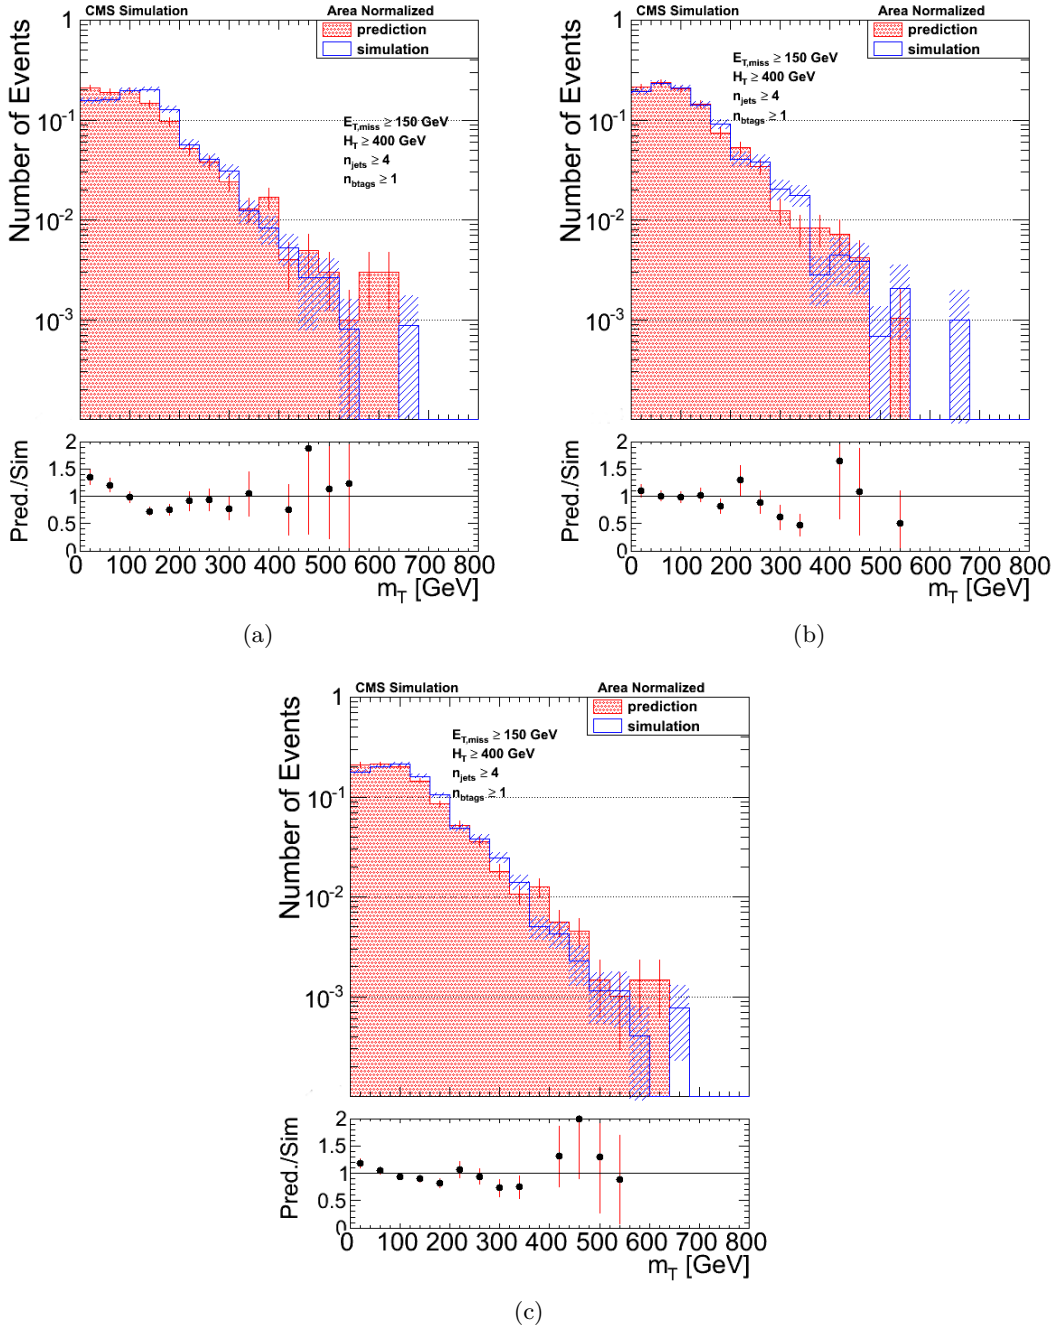 CMS Simulation Area Normalized
prediction
simulation
Number of Events
1
10^-1
10^-2
10^-3
E_T,miss ≥ 150 GeV
H_T ≥ 400 GeV
n_jets ≥ 4
n_btags ≥ 1
Pred./Sim
2
1.5
1
0.5
0
0 100 200 300 400 500 600 700 800
m_T [GeV]
(a)
CMS Simulation Area Normalized
prediction
simulation
Number of Events
1
10^-1
10^-2
10^-3
E_T,miss ≥ 150 GeV
H_T ≥ 400 GeV
n_jets ≥ 4
n_btags ≥ 1
Pred./Sim
2
1.5
1
0.5
0
0 100 200 300 400 500 600 700 800
m_T [GeV]
(b)
CMS Simulation Area Normalized
prediction
simulation
Number of Events
1
10^-1
10^-2
10^-3
E_T,miss ≥ 150 GeV
H_T ≥ 400 GeV
n_jets ≥ 4
n_btags ≥ 1
Pred./Sim
2
1.5
1
0.5
0
0 100 200 300 400 500 600 700 800
m_T [GeV]
(c)